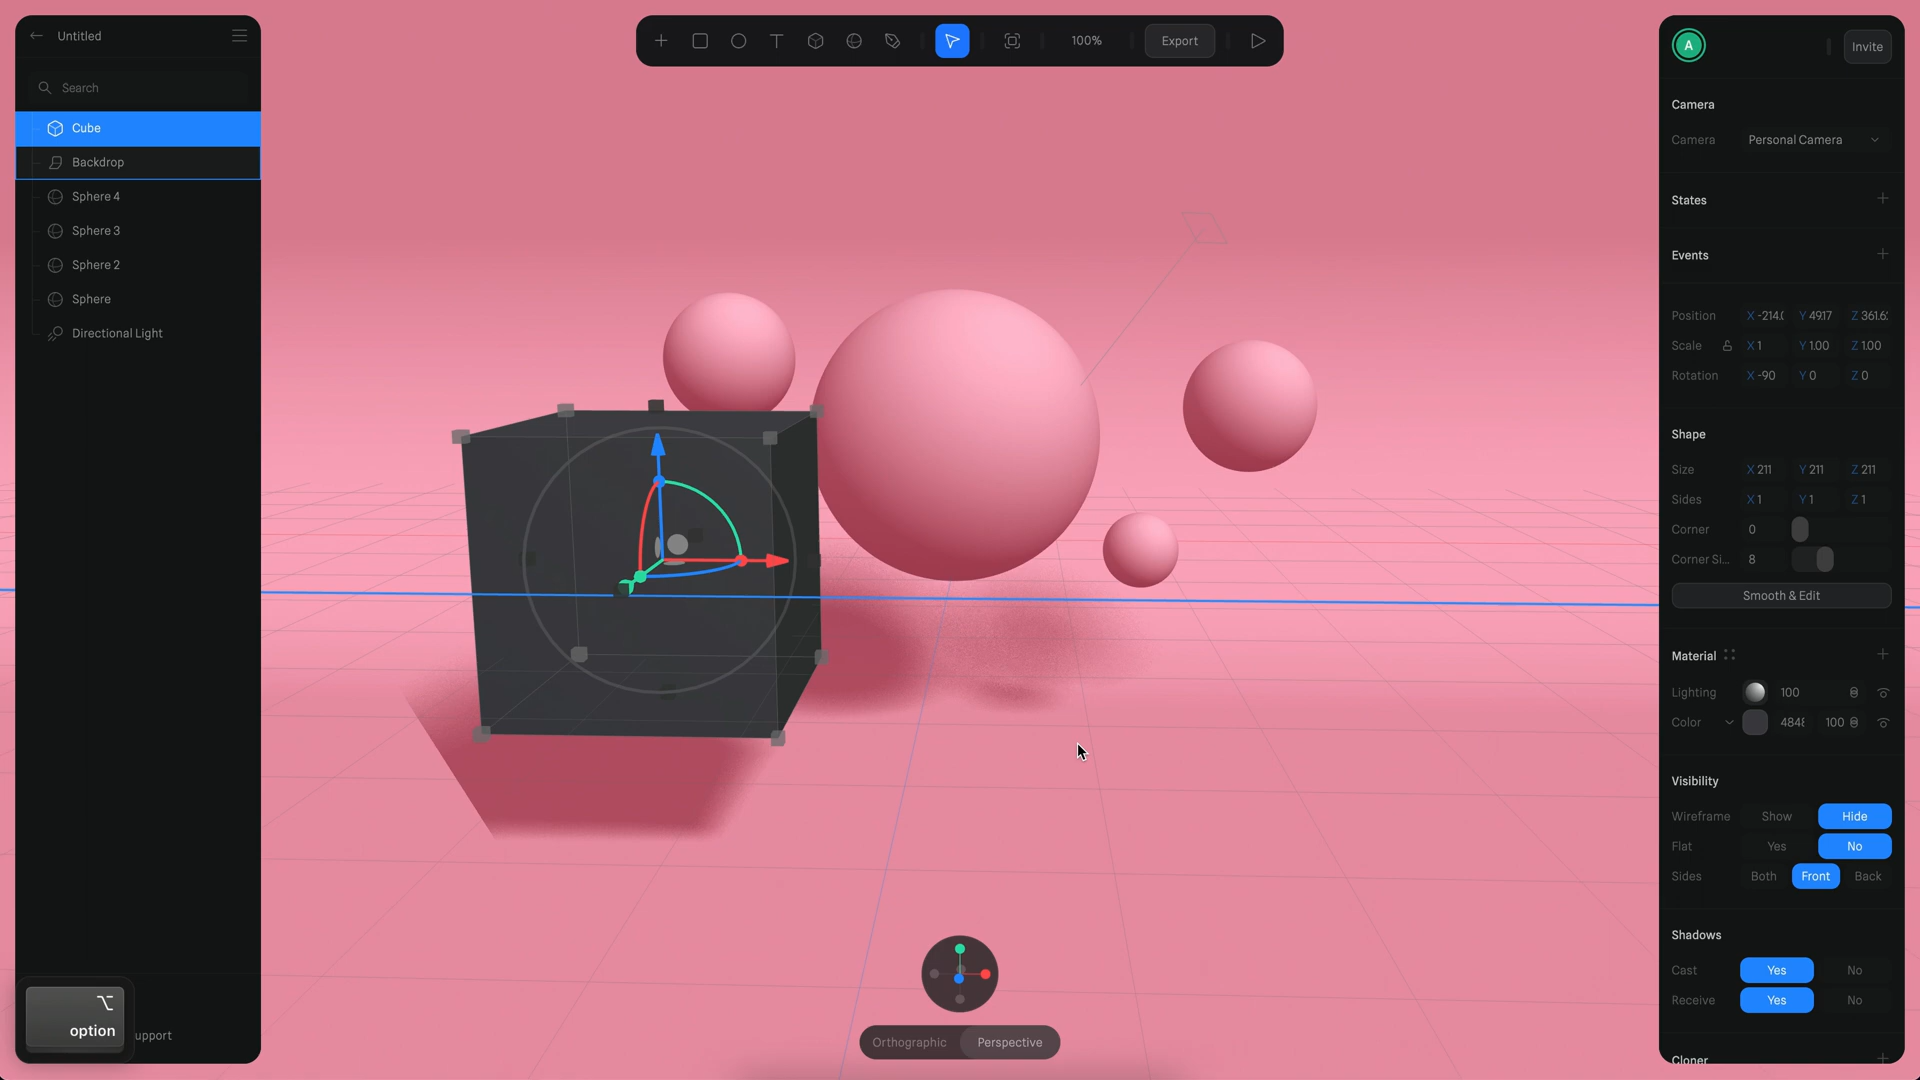 Untitled
Search
Cube
Backdrop
Sphere 4
Sphere 3
Sphere 2
Sphere
Directional Light
option
upport
100%
Export
Orthographic
Perspective
A
Invite
Camera
Camera Personal Camera
States
Events
Position X -214.( Y 49.17 Z 361.6
Scale X 1 Y 1.00 Z 1.00
Rotation X -90 Y 0 Z 0
Shape
Size X 211 Y 211 Z 211
Sides X 1 Y 1 Z 1
Corner 0
Corner Si... 8
Smooth & Edit
Material
Lighting 100
Color 484 100
Visibility
Wireframe Show Hide
Flat Yes No
Sides Both Front Back
Shadows
Cast Yes No
Receive Yes No
Cloner